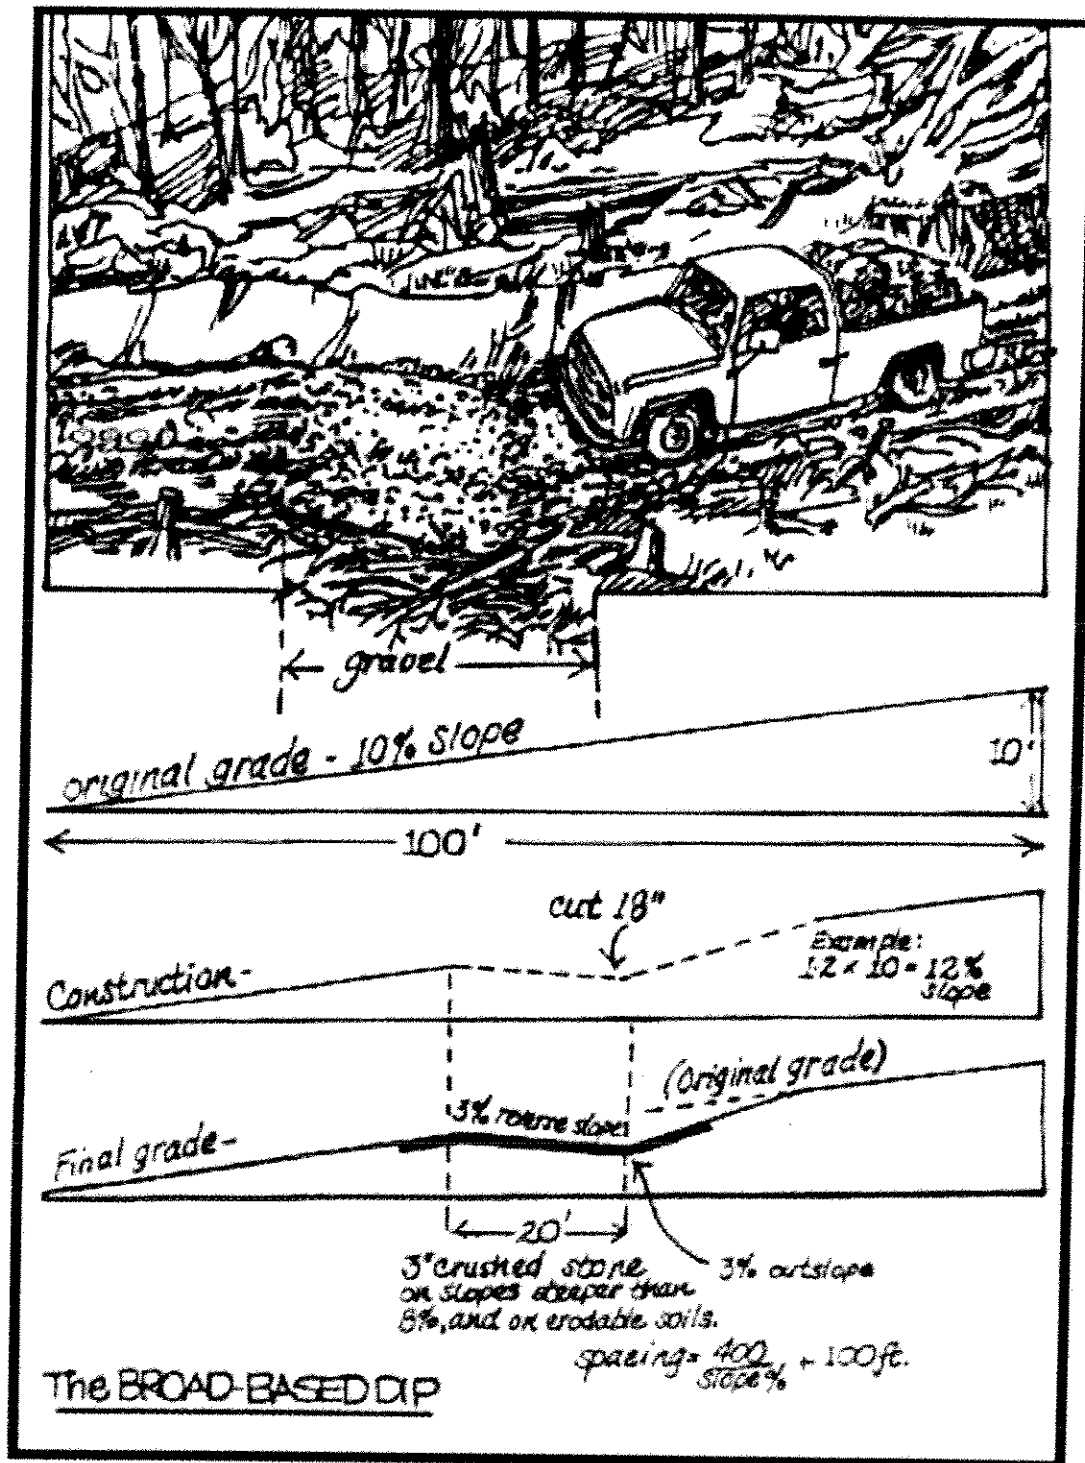 gravel
original grade - 10% Slope
10'
100'
cut 18"
Construction-
Example:
1.2 × 10 = 12%
slope
(Original grade)
3% reverse slope
Final grade-
20'
3" crushed stone
on slopes steeper than
8%, and on erodable soils.
3% outslope
spacing = 400 / slope % + 100 ft.
The BROAD-BASED DIP